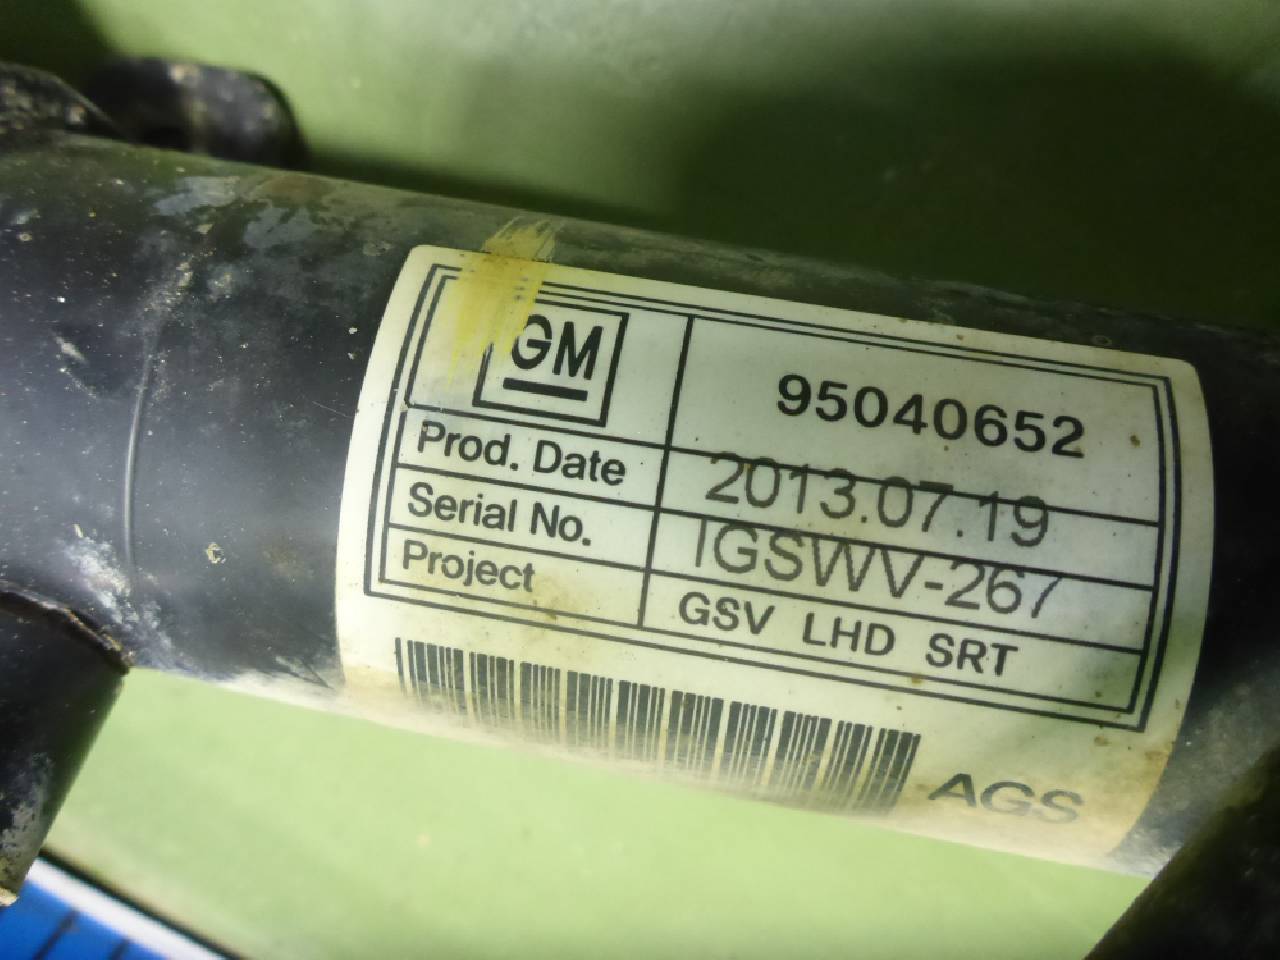 GM
95040652
Prod. Date 2013.07.19
Serial No. IGSWV-267
Project GSV LHD SRT
AGS